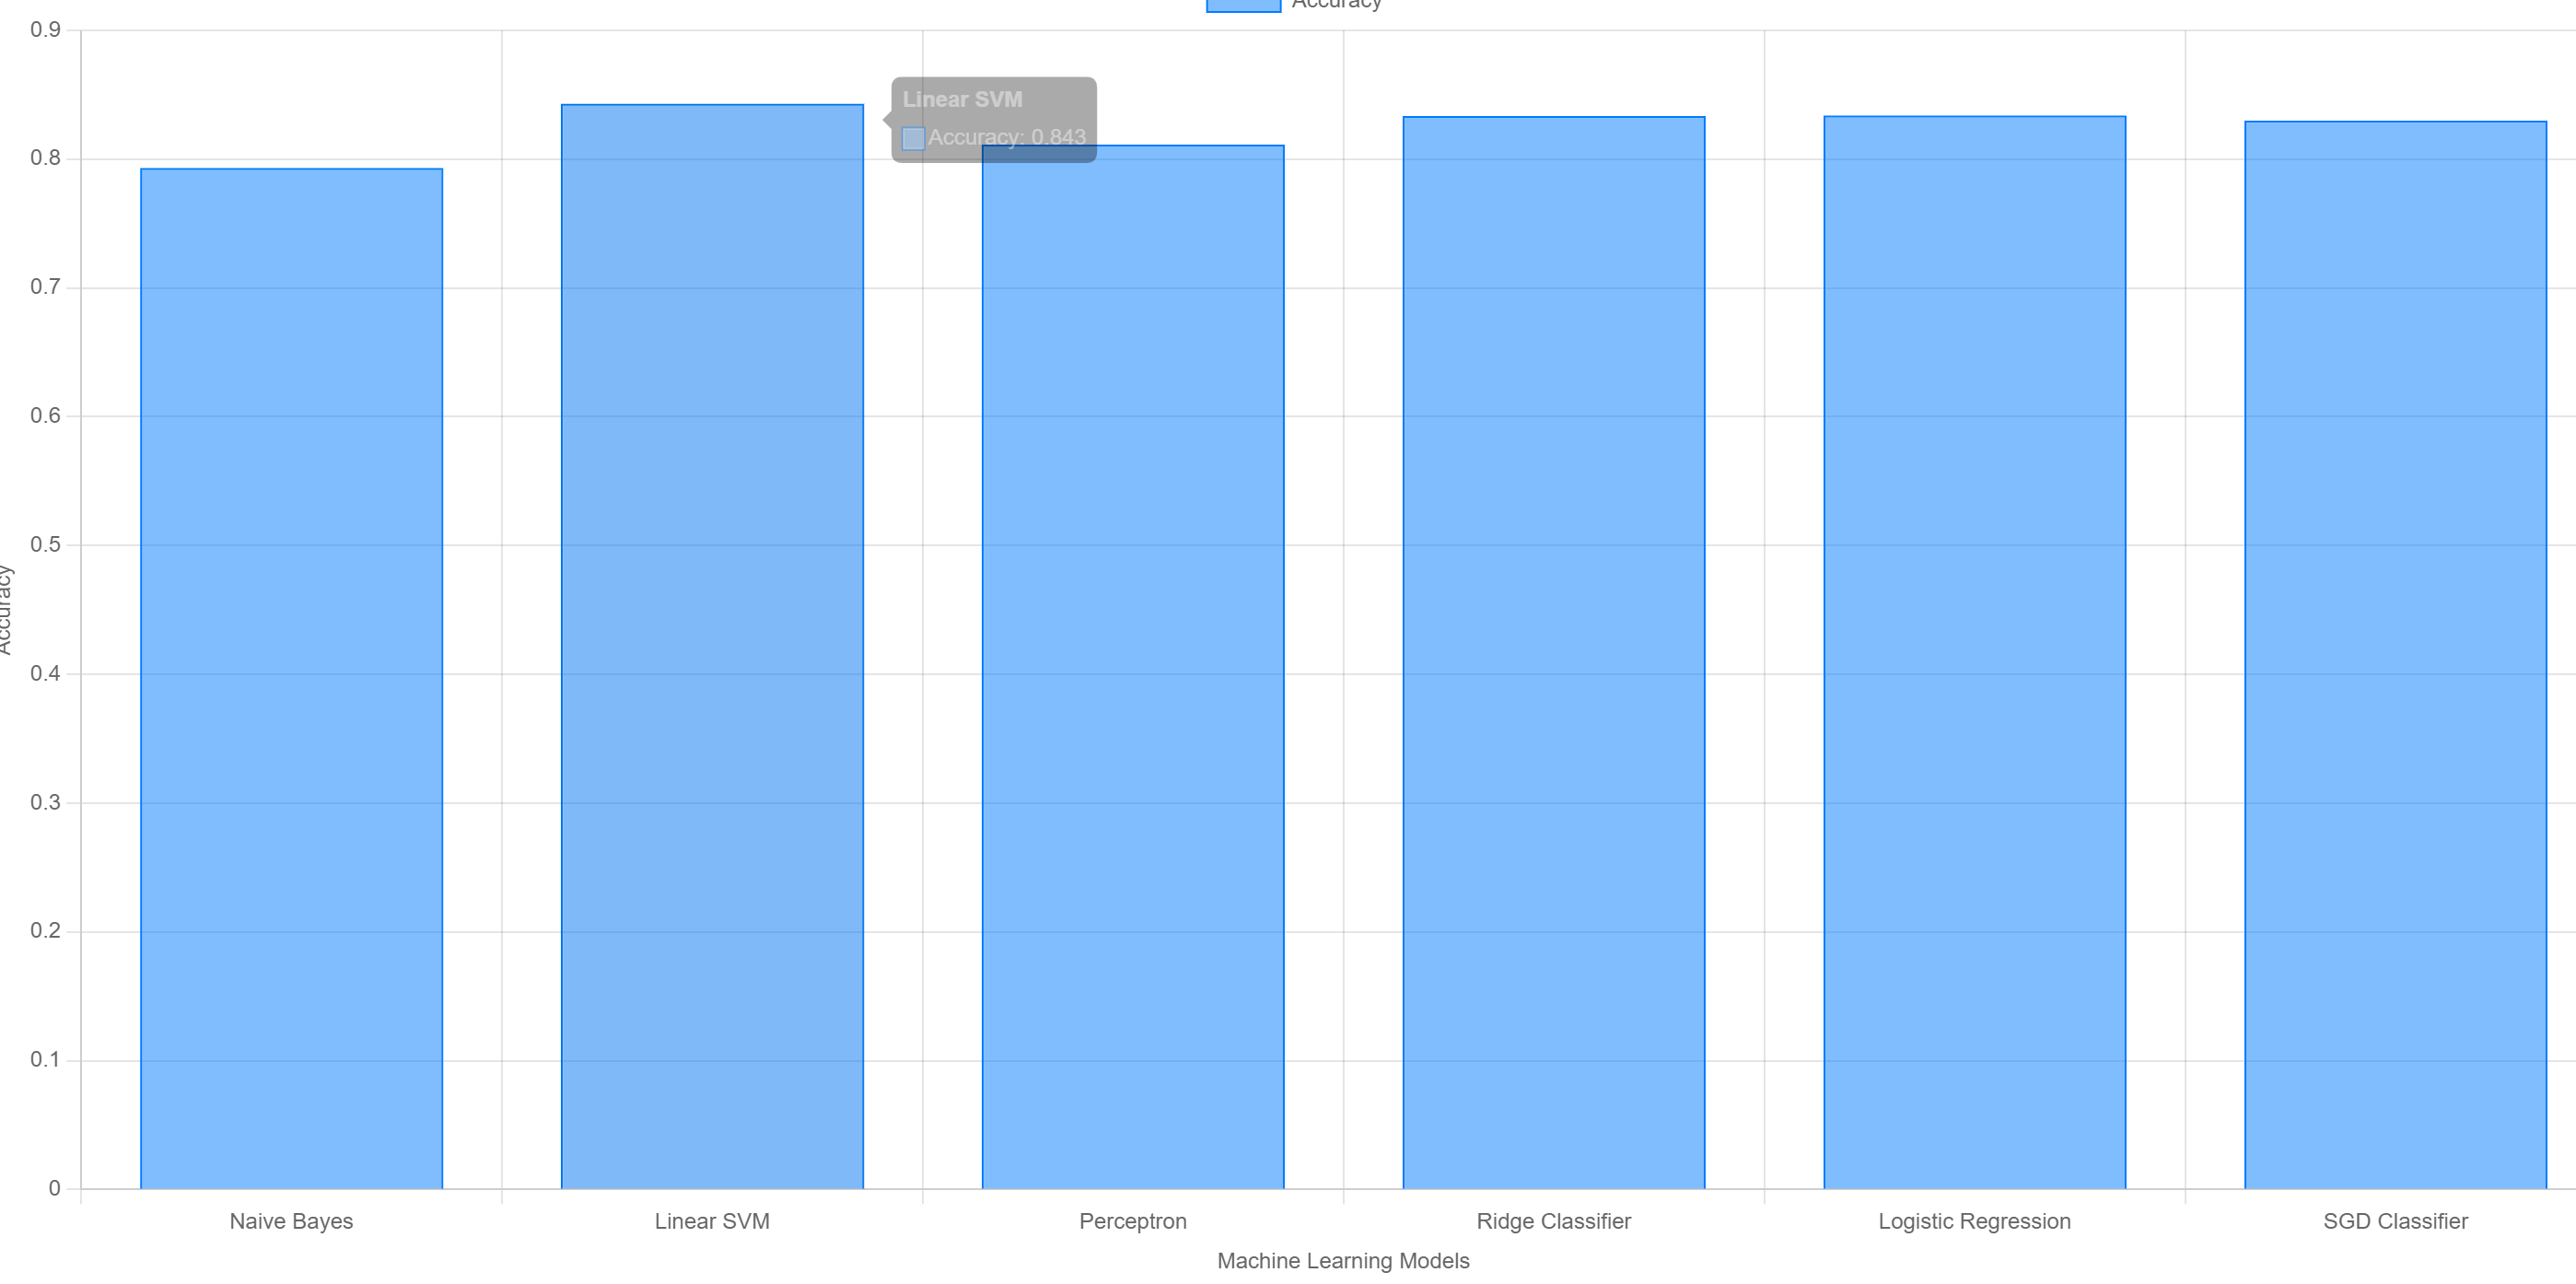 Accuracy
0.9
Linear SVM
Accuracy: 0.843
0.8
0.7
0.6
0.5
Accuracy
0.4
0.3
0.2
0.1
0
Naive Bayes
Linear SVM
Perceptron
Ridge Classifier
Logistic Regression
SGD Classifier
Machine Learning Models